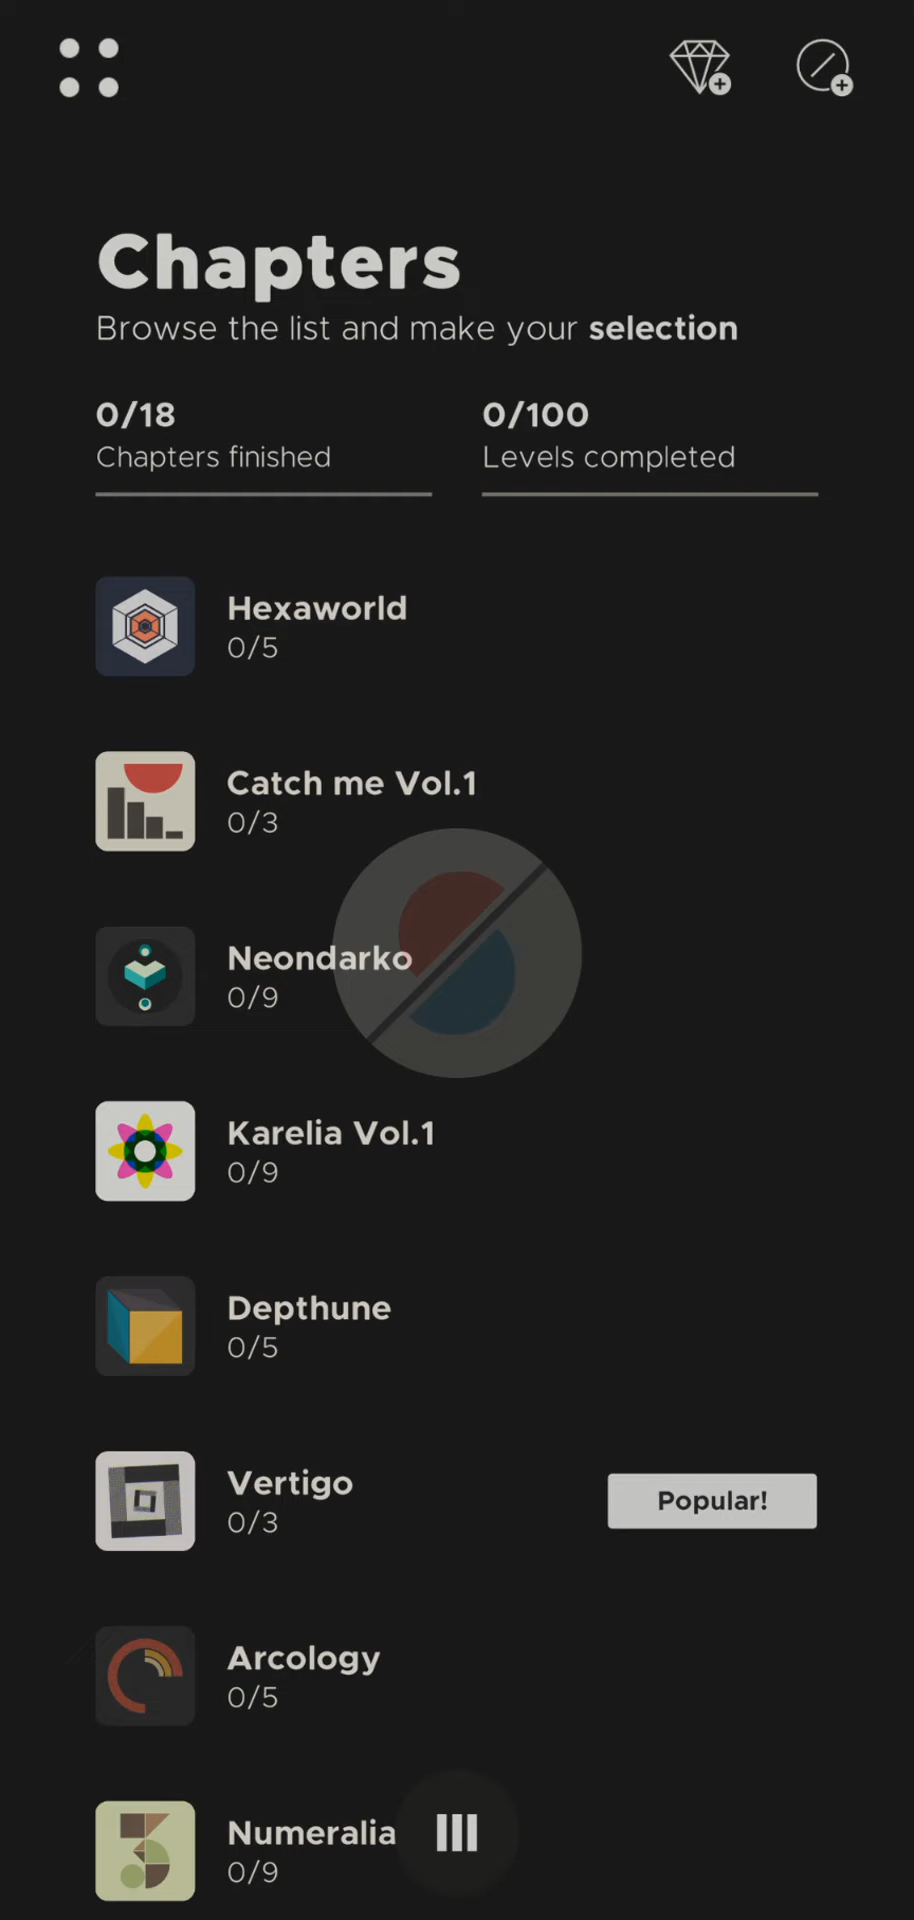 Chapters
Browse the list and make your selection
0/18
Chapters finished
0/100
Levels completed
Hexaworld
0/5
Catch me Vol.1
0/3
Neondarko
0/9
Karelia Vol.1
0/9
Depthune
0/5
Vertigo
0/3
Popular!
Arcology
0/5
Numeralia
0/9